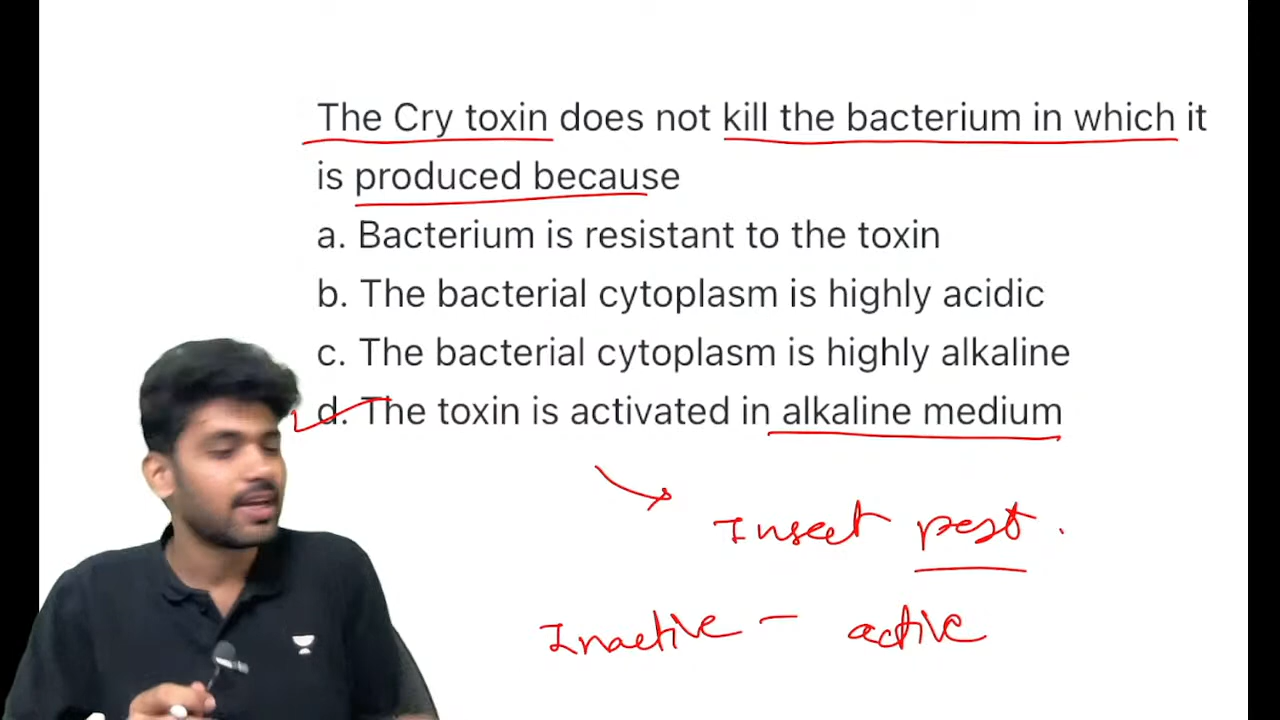 The Cry toxin does not kill the bacterium in which it
is produced because
a. Bacterium is resistant to the toxin
b. The bacterial cytoplasm is highly acidic
c. The bacterial cytoplasm is highly alkaline
d. The toxin is activated in alkaline medium
Insect pest.
Inactive – active